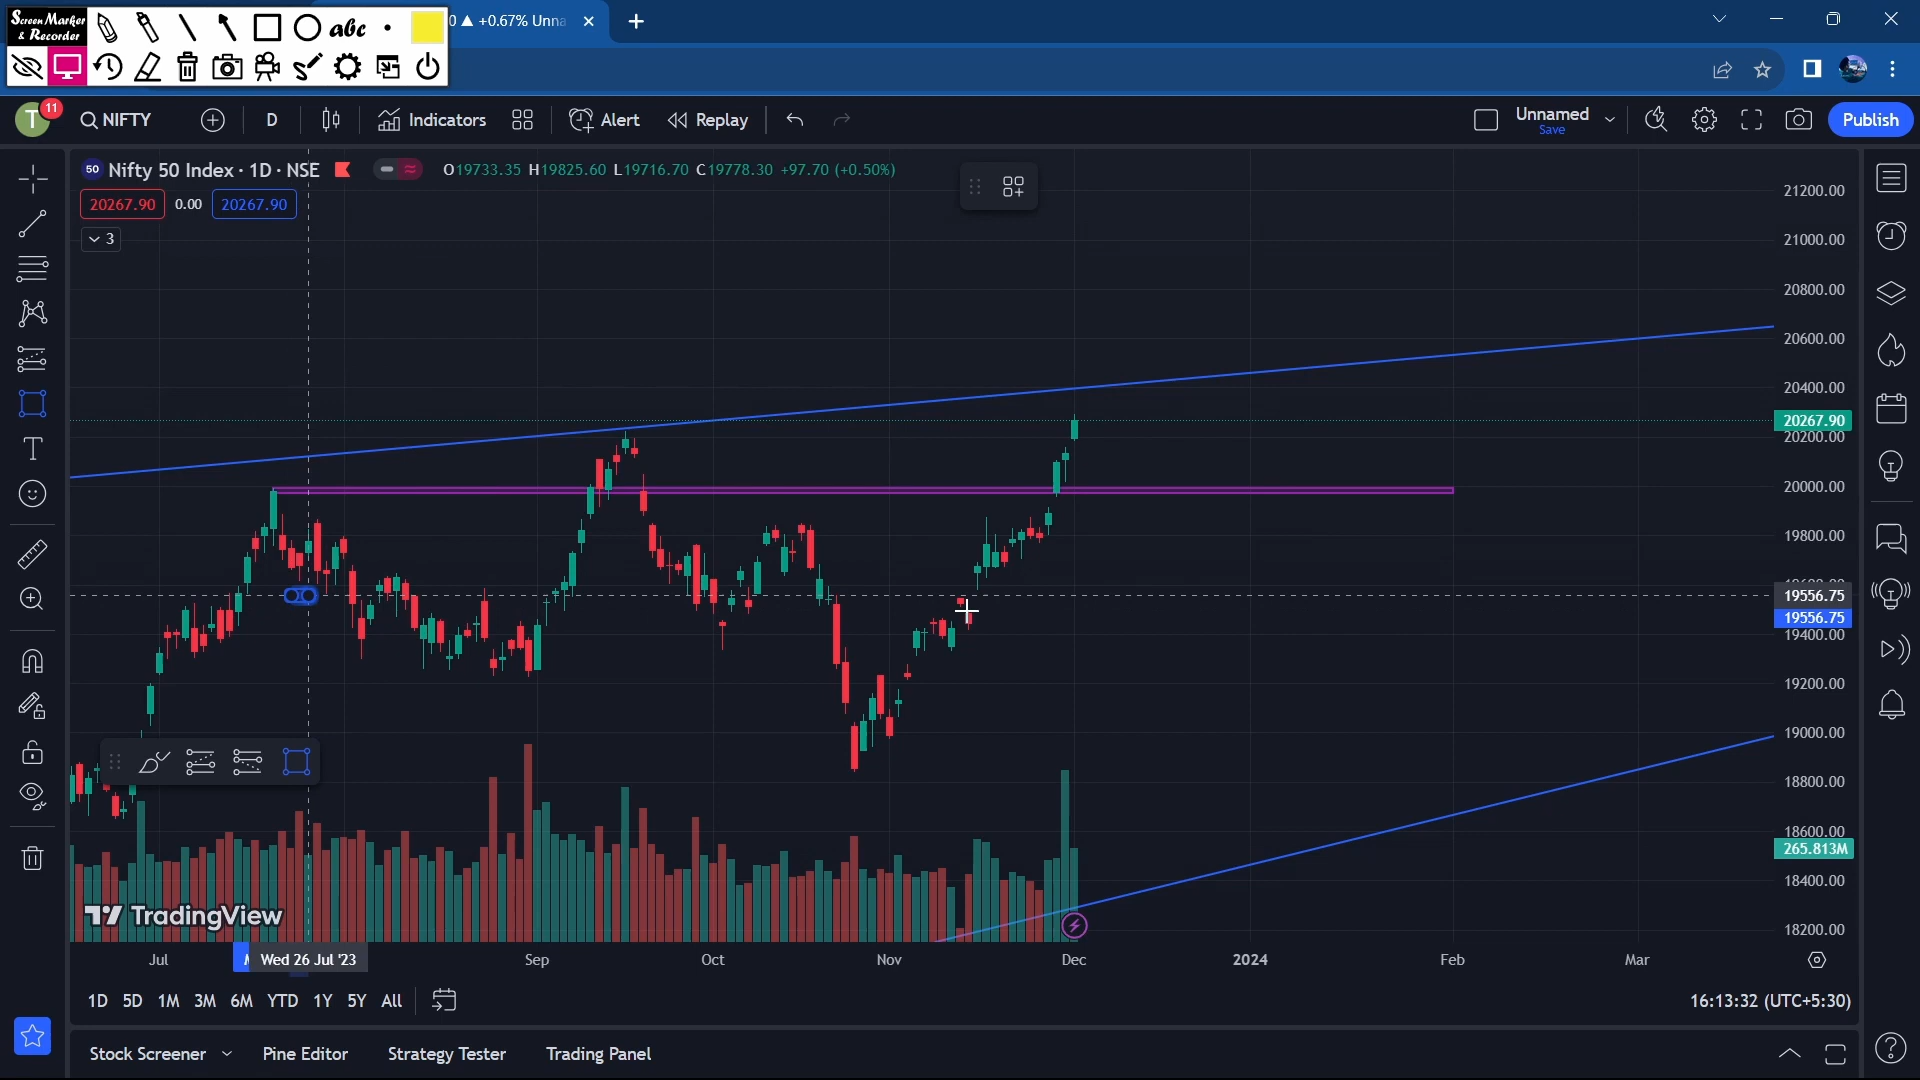 Screen Marker
& Recorder
abc
0 ▲ +0.67% Unna
T
11
NIFTY
D
Indicators
Alert
Replay
Unnamed
Save
Publish
50
Nifty 50 Index · 1D · NSE
O19733.35 H19825.60 L19716.70 C19778.30 +97.70 (+0.50%)
20267.90
0.00
20267.90
3
21200.00
21000.00
20800.00
20600.00
20400.00
20267.90
20200.00
20000.00
19800.00
19556.75
19556.75
19400.00
19200.00
19000.00
18800.00
18600.00
265.813M
18400.00
18200.00
TradingView
Jul
Wed 26 Jul '23
Sep
Oct
Nov
Dec
2024
Feb
Mar
1D 5D 1M 3M 6M YTD 1Y 5Y All
16:13:32 (UTC+5:30)
Stock Screener
Pine Editor
Strategy Tester
Trading Panel